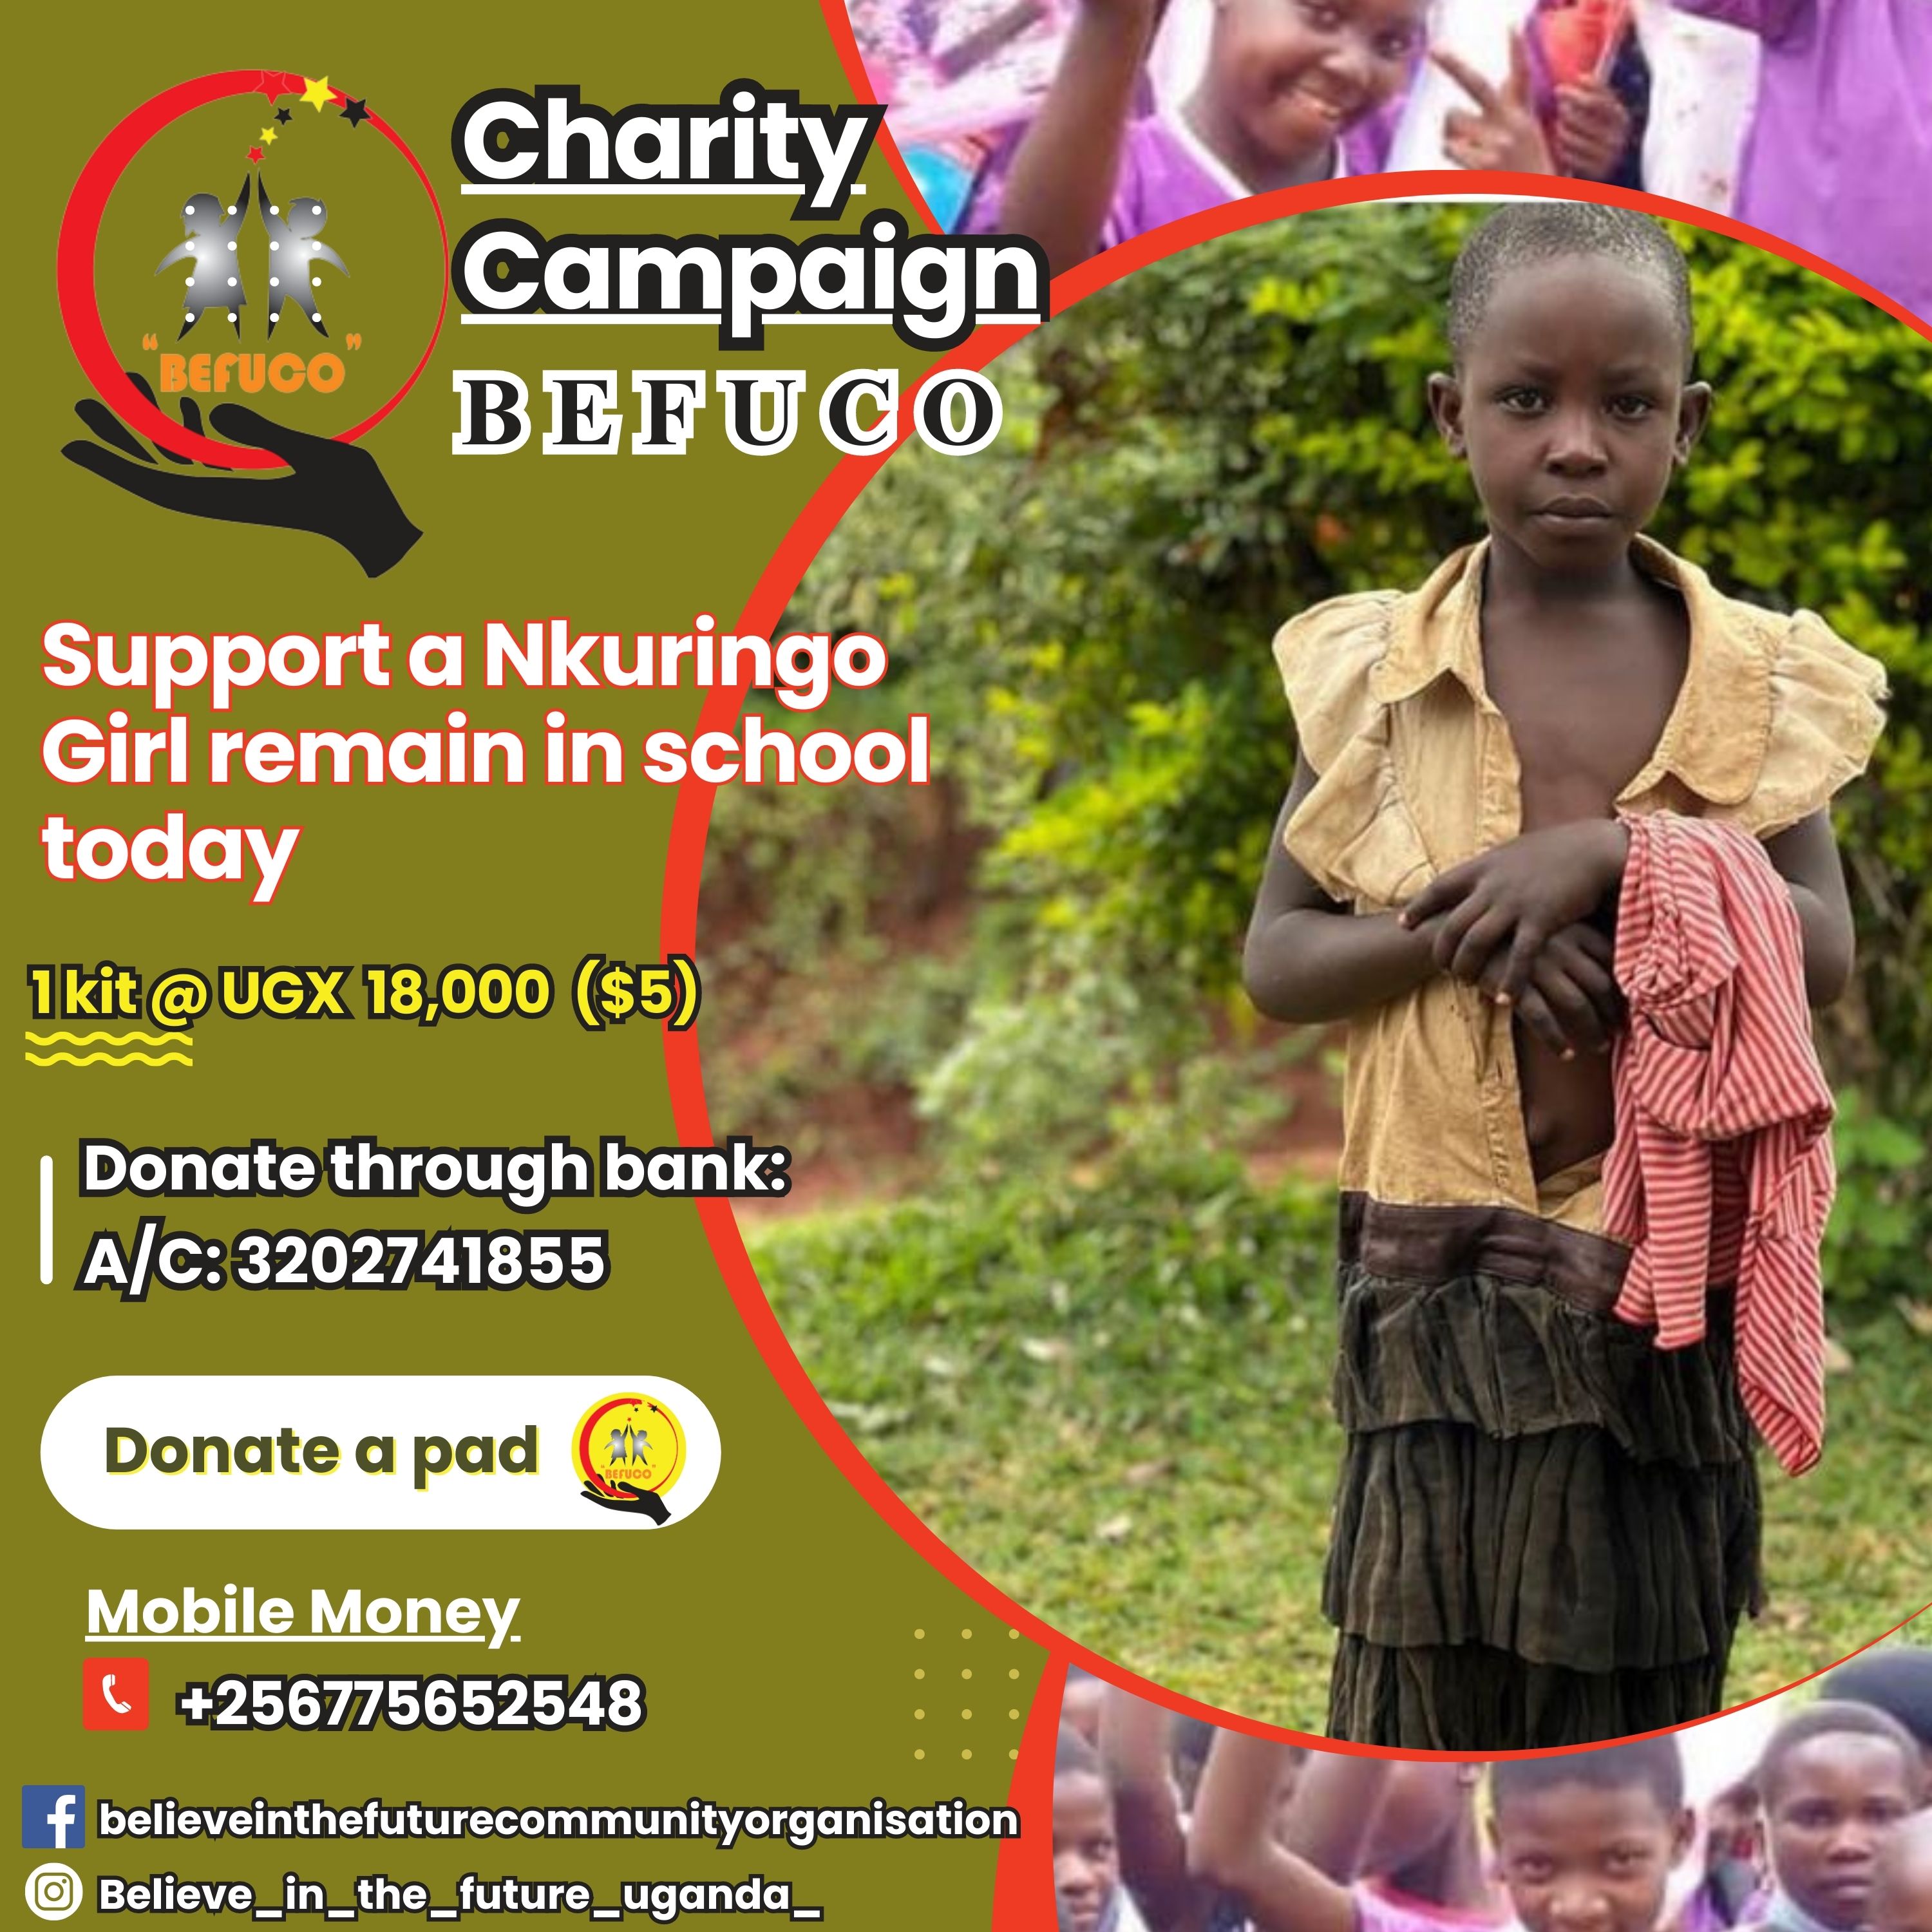 Charity
Campaign
BEFUCO
"BEFUCO"
Support a Nkuringo
Girl remain in school
today
1 kit @ UGX 18,000 ($5)
Donate through bank:
A/C: 3202741855
Donate a pad
"BEFUCO"
Mobile Money
+256775652548
believeinthefuturecommunityorganisation
Believe_in_the_future_uganda_